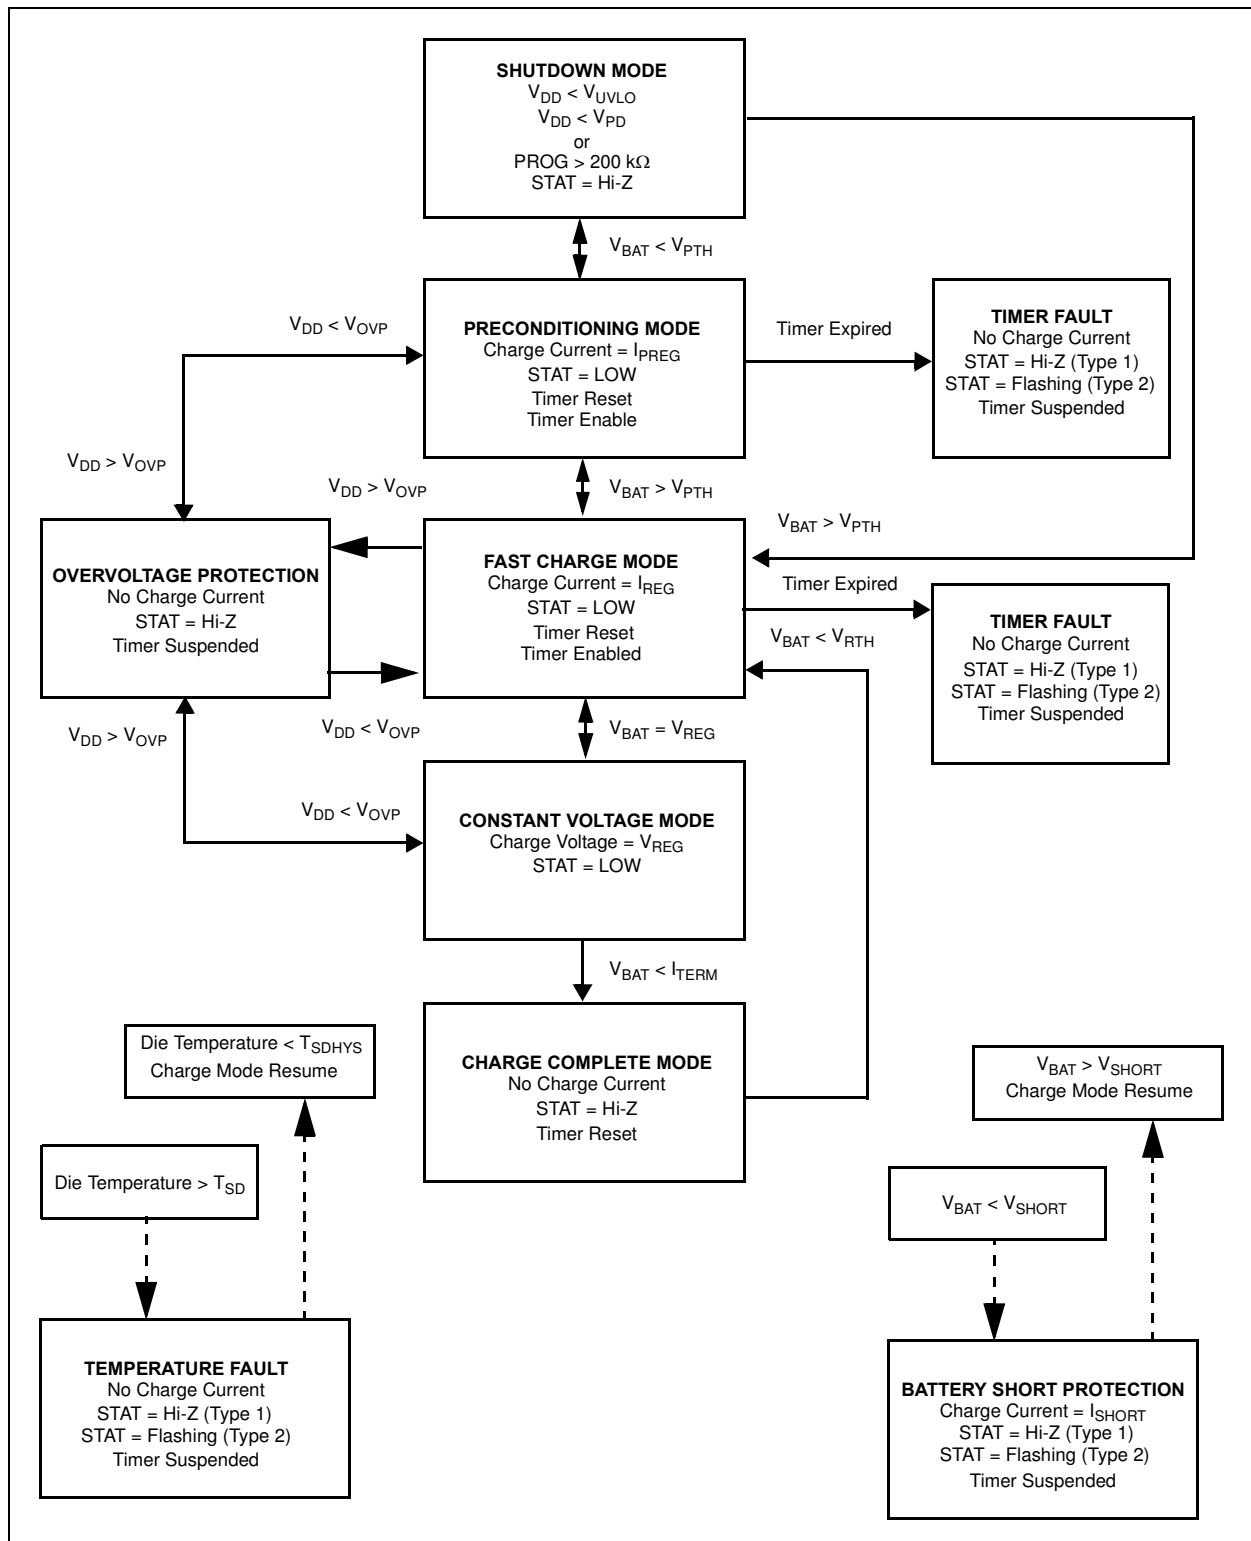 SHUTDOWN MODE
VDD < VUVLO
VDD < VPD
or
PROG > 200 kΩ
STAT = Hi-Z
VBAT < VPTH
VDD < VOVP
PRECONDITIONING MODE
Charge Current = IPREG
STAT = LOW
Timer Reset
Timer Enable
Timer Expired
TIMER FAULT
No Charge Current
STAT = Hi-Z (Type 1)
STAT = Flashing (Type 2)
Timer Suspended
VDD > VOVP
VDD > VOVP
VBAT > VPTH
VBAT > VPTH
OVERVOLTAGE PROTECTION
No Charge Current
STAT = Hi-Z
Timer Suspended
FAST CHARGE MODE
Charge Current = IREG
STAT = LOW
Timer Reset
Timer Enabled
Timer Expired
VBAT < VRTH
TIMER FAULT
No Charge Current
STAT = Hi-Z (Type 1)
STAT = Flashing (Type 2)
Timer Suspended
VDD > VOVP
VDD < VOVP
VBAT = VREG
VDD < VOVP
CONSTANT VOLTAGE MODE
Charge Voltage = VREG
STAT = LOW
VBAT < ITERM
Die Temperature < TSDHYS
Charge Mode Resume
CHARGE COMPLETE MODE
No Charge Current
STAT = Hi-Z
Timer Reset
VBAT > VSHORT
Charge Mode Resume
Die Temperature > TSD
VBAT < VSHORT
TEMPERATURE FAULT
No Charge Current
STAT = Hi-Z (Type 1)
STAT = Flashing (Type 2)
Timer Suspended
BATTERY SHORT PROTECTION
Charge Current = ISHORT
STAT = Hi-Z (Type 1)
STAT = Flashing (Type 2)
Timer Suspended